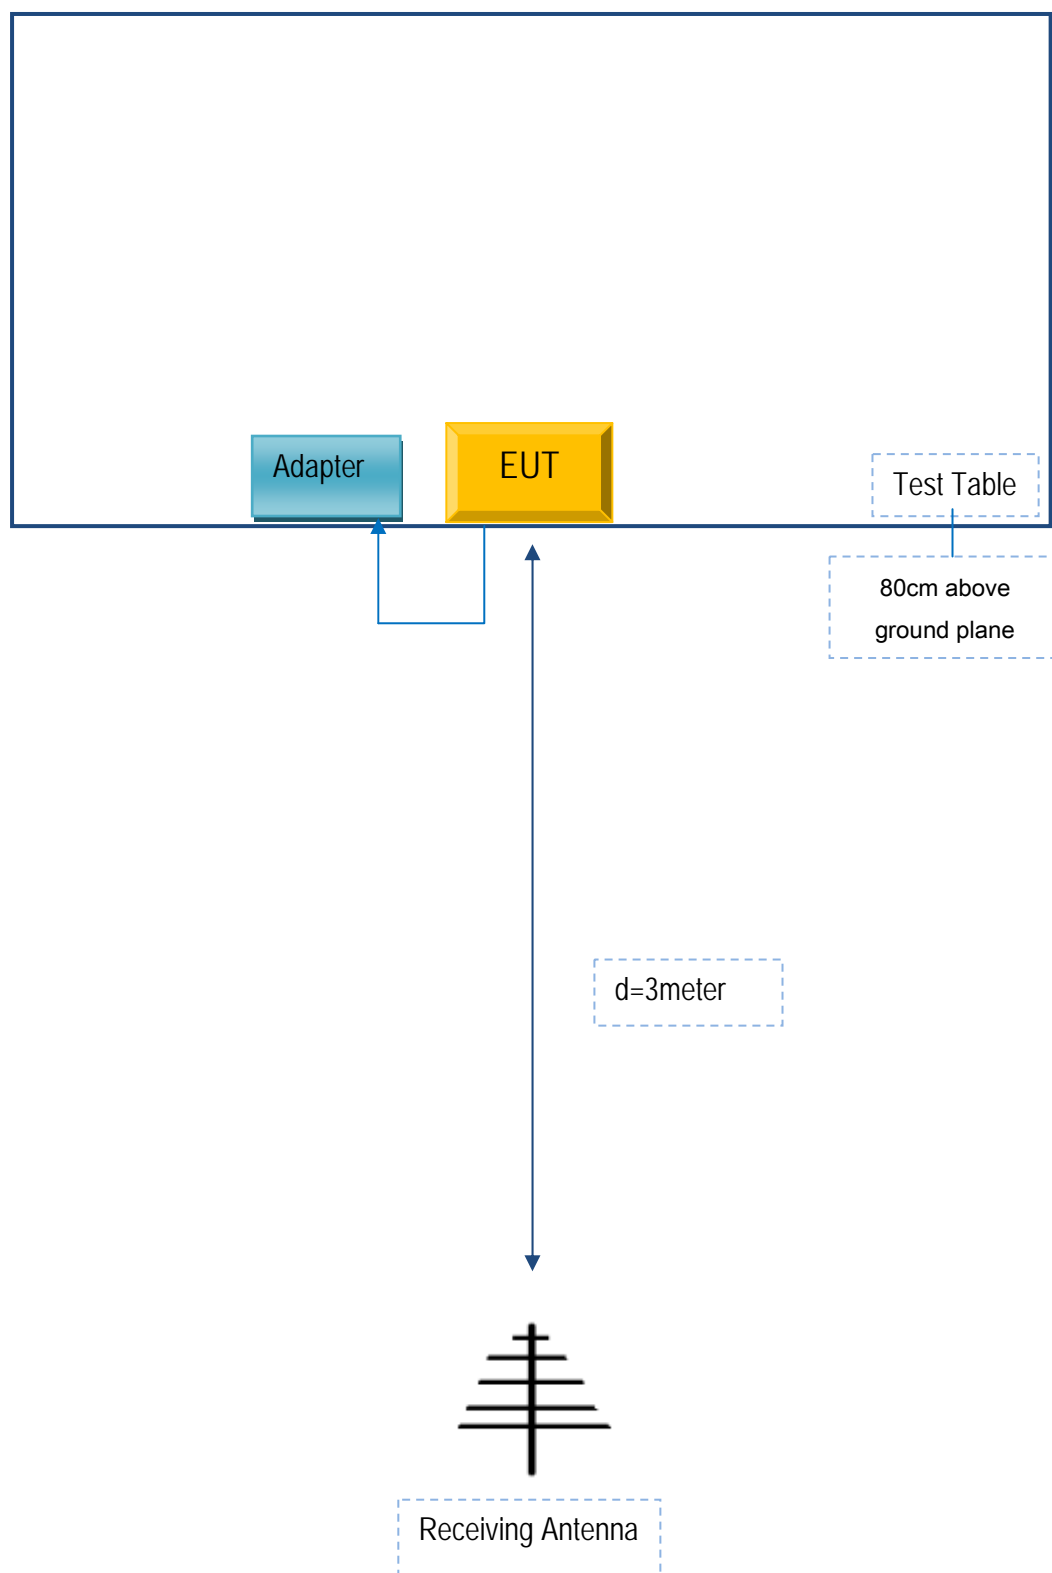 Adapter
EUT
Test Table
80cm above
ground plane
d=3meter
Receiving Antenna